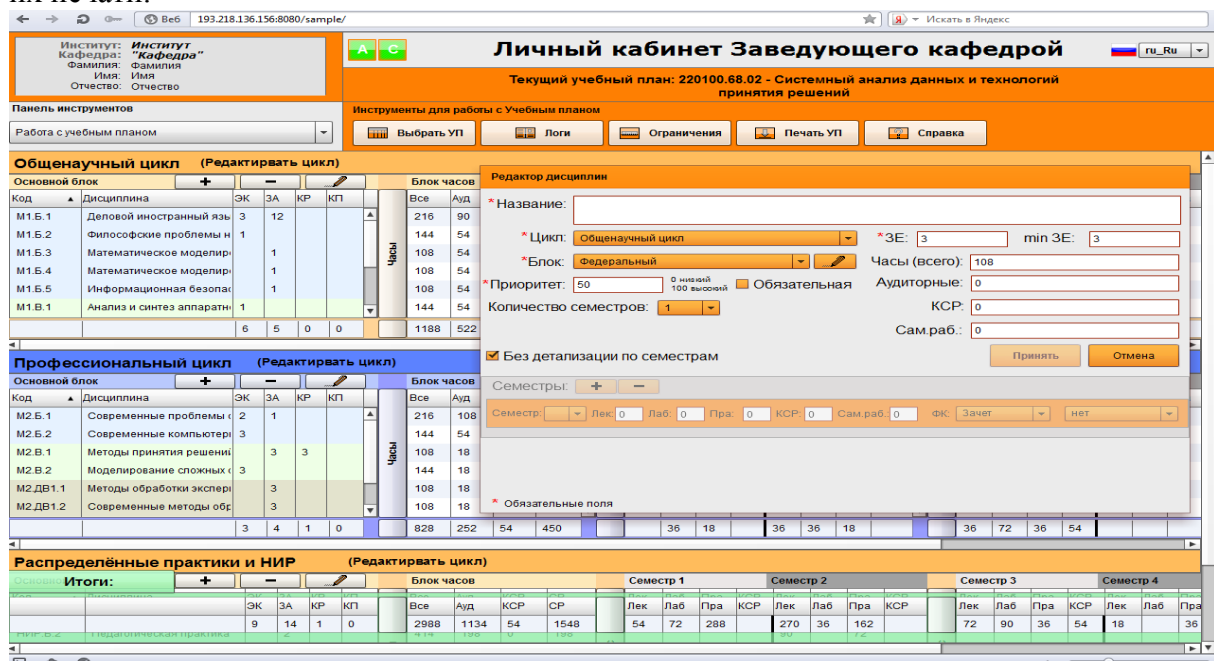 их печати.
Веб 193.218.136.156:8080/sample/ Я Искать в Яндекс
Институт: Институт
Кафедра: "Кафедра"
Фамилия: Фамилия
Имя: Имя
Отчество: Отчество
А С
Личный кабинет Заведующего кафедрой
ru_Ru
Текущий учебный план: 220100.68.02 - Системный анализ данных и технологий
принятия решений
Панель инструментов
Работа с учебным планом
Инструменты для работы с Учебным планом
Выбрать УП Логи Ограничения Печать УП Справка
Общенаучный цикл (Редактирвать цикл)
Основной блок + − Блок часов
Код Дисциплина ЭК ЗА КР КП Часы Все Ауд
М1.Б.1 Деловой иностранный язы 3 12 216 90
М1.Б.2 Философские проблемы н 1 144 54
М1.Б.3 Математическое моделир 1 108 54
М1.Б.4 Математическое моделир 1 108 54
М1.Б.5 Информационная безопас 1 108 54
М1.В.1 Анализ и синтез аппаратн 1 144 54
6 5 0 0 1188 522
Редактор дисциплин
*Название:
*Цикл: Общенаучный цикл *ЗЕ: 3 min ЗЕ: 3
*Блок: Федеральный Часы (всего): 108
*Приоритет: 50 0 низкий 100 высокий Обязательная Аудиторные: 0
Количество семестров: 1 КСР: 0
Сам.раб.: 0
Без детализации по семестрам Принять Отмена
Семестры: + −
Семестр: Лек: 0 Лаб: 0 Пра: 0 КСР: 0 Сам.раб.: 0 ФК: Зачет нет
* Обязательные поля
Профессиональный цикл (Редактирвать цикл)
Основной блок + − Блок часов
Код Дисциплина ЭК ЗА КР КП Часы Все Ауд
М2.Б.1 Современные проблемы 2 1 216 108
М2.Б.2 Современные компьютер 3 144 54
М2.В.1 Методы принятия решени 3 3 108 18
М2.В.2 Моделирование сложных 3 144 18
М2.ДВ1.1 Методы обработки экспер 3 108 18
М2.ДВ1.2 Современные методы обр 3 108 18
3 4 1 0 828 252 54 450 36 18 36 36 18 36 72 36 54
Распределённые практики и НИР (Редактирвать цикл)
Итоги: + − Блок часов Семестр 1 Семестр 2 Семестр 3 Семестр 4
ЭК ЗА КР КП Все Ауд КСР СР Лек Лаб Пра КСР Лек Лаб Пра КСР Лек Лаб Пра КСР Лек Лаб Пра
9 14 1 0 2988 1134 54 1548 54 72 288 270 36 162 72 90 36 54 18 36